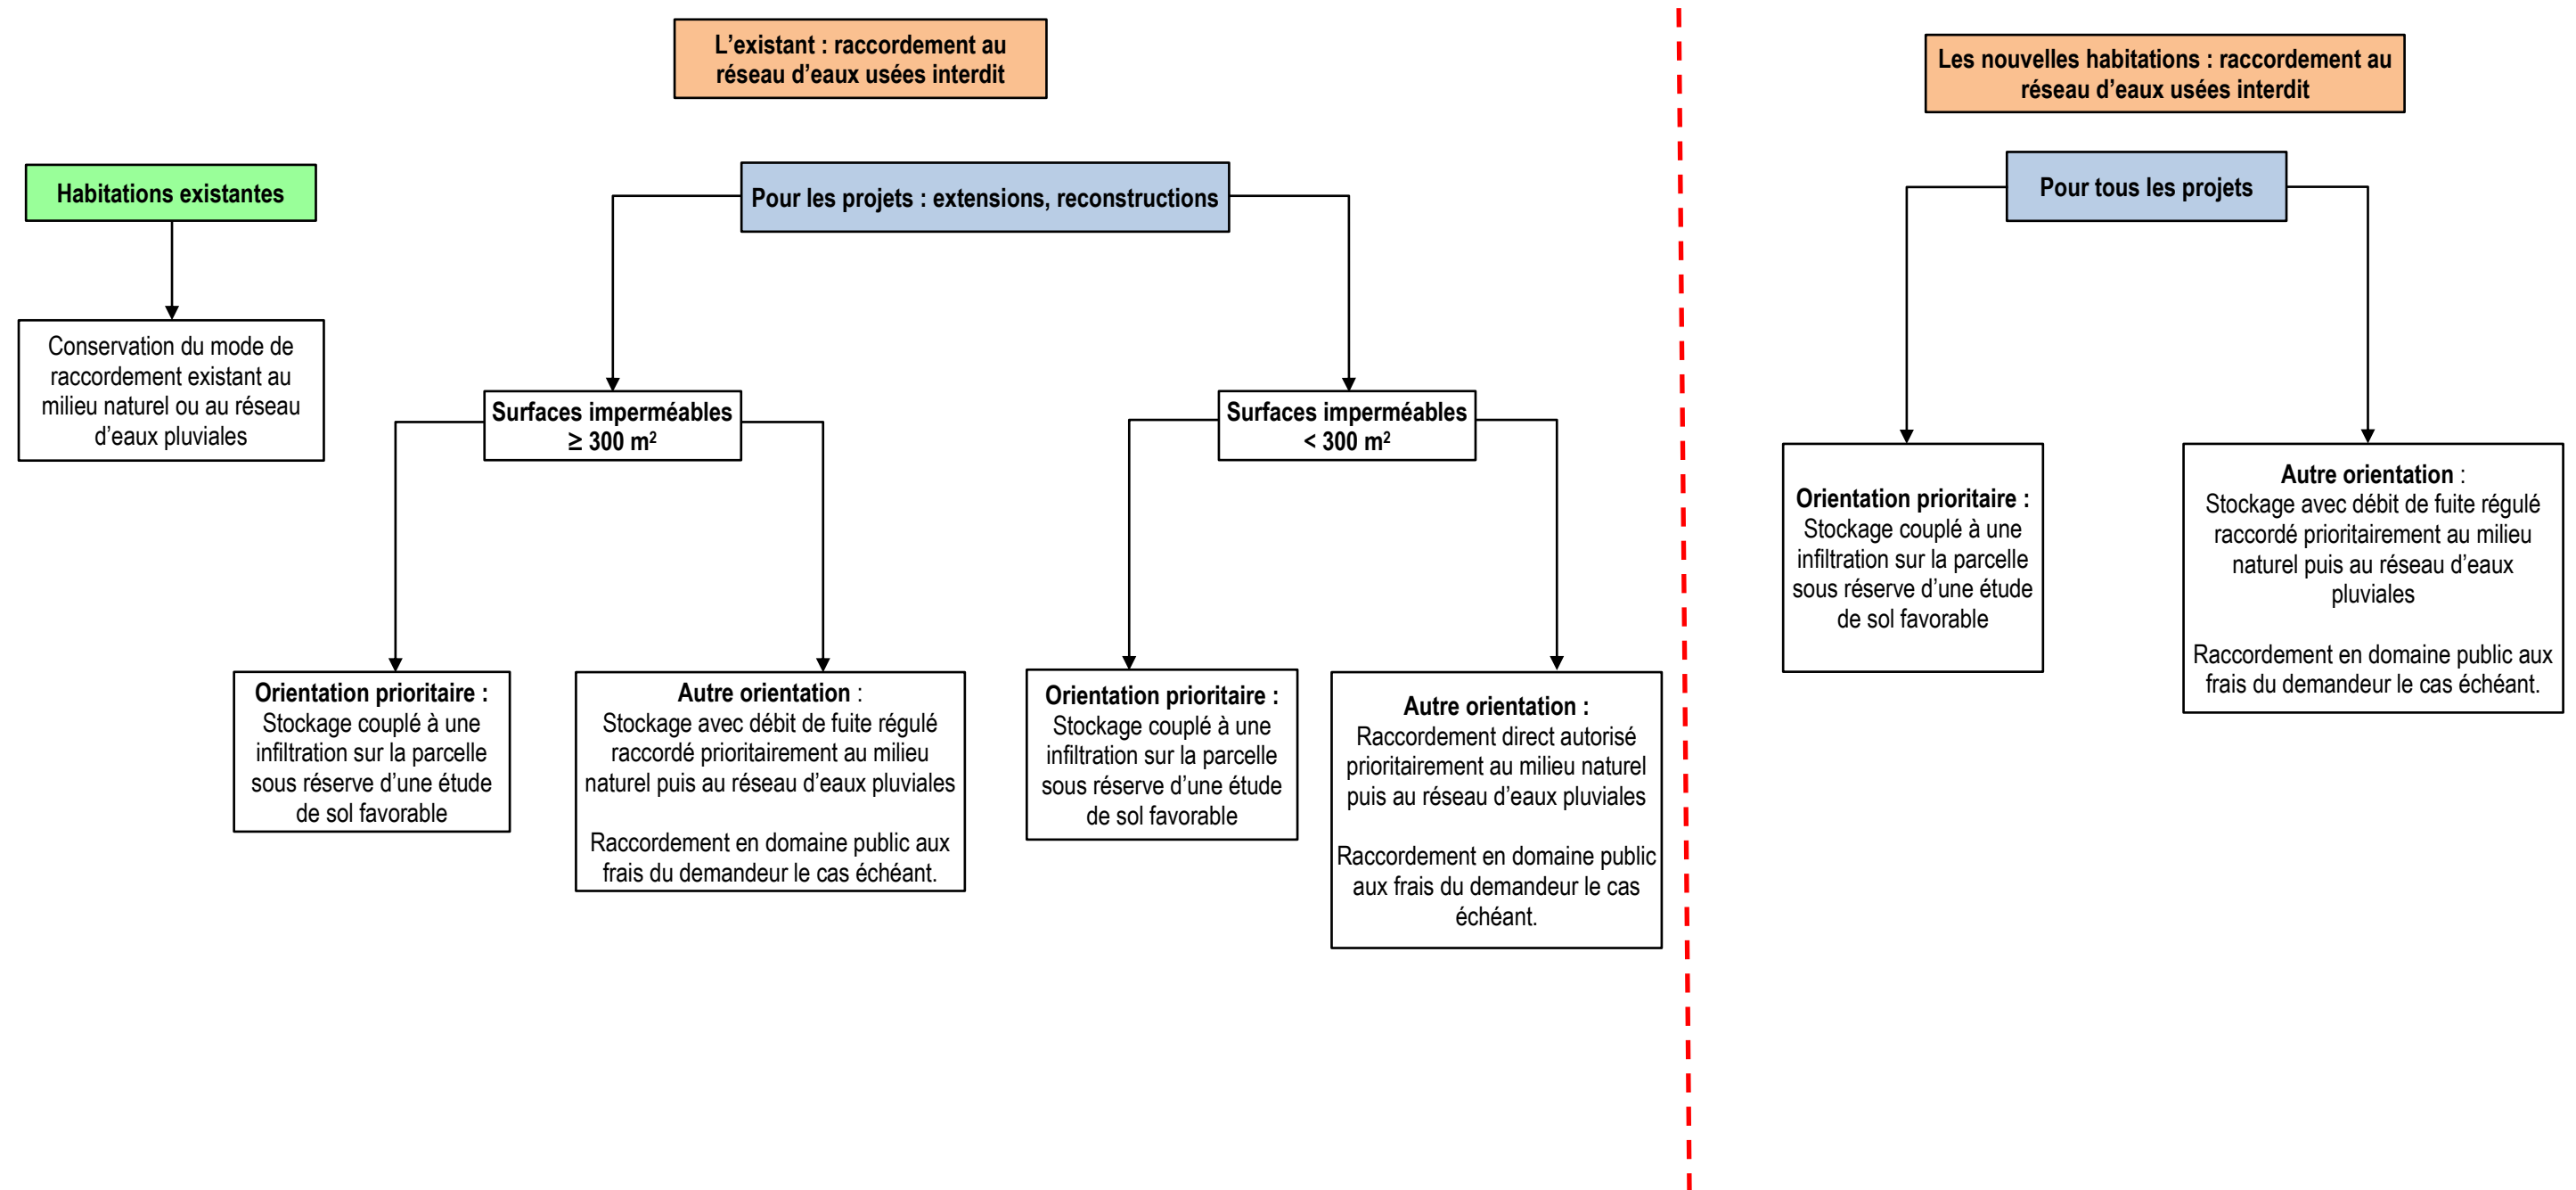 L’existant : raccordement au
réseau d’eaux usées interdit
Les nouvelles habitations : raccordement au
réseau d’eaux usées interdit
Habitations existantes
Pour les projets : extensions, reconstructions
Pour tous les projets
Conservation du mode de
raccordement existant au
milieu naturel ou au réseau
d’eaux pluviales
Surfaces imperméables
≥ 300 m²
Surfaces imperméables
< 300 m²
Orientation prioritaire :
Stockage couplé à une
infiltration sur la parcelle
sous réserve d’une étude
de sol favorable
Autre orientation :
Stockage avec débit de fuite régulé
raccordé prioritairement au milieu
naturel puis au réseau d’eaux pluviales
Raccordement en domaine public aux
frais du demandeur le cas échéant.
Orientation prioritaire :
Stockage couplé à une
infiltration sur la parcelle
sous réserve d’une étude
de sol favorable
Autre orientation :
Raccordement direct autorisé
prioritairement au milieu naturel
puis au réseau d’eaux pluviales
Raccordement en domaine public
aux frais du demandeur le cas
échéant.
Orientation prioritaire :
Stockage couplé à une
infiltration sur la parcelle
sous réserve d’une étude
de sol favorable
Autre orientation :
Stockage avec débit de fuite régulé
raccordé prioritairement au milieu
naturel puis au réseau d’eaux
pluviales
Raccordement en domaine public aux
frais du demandeur le cas échéant.